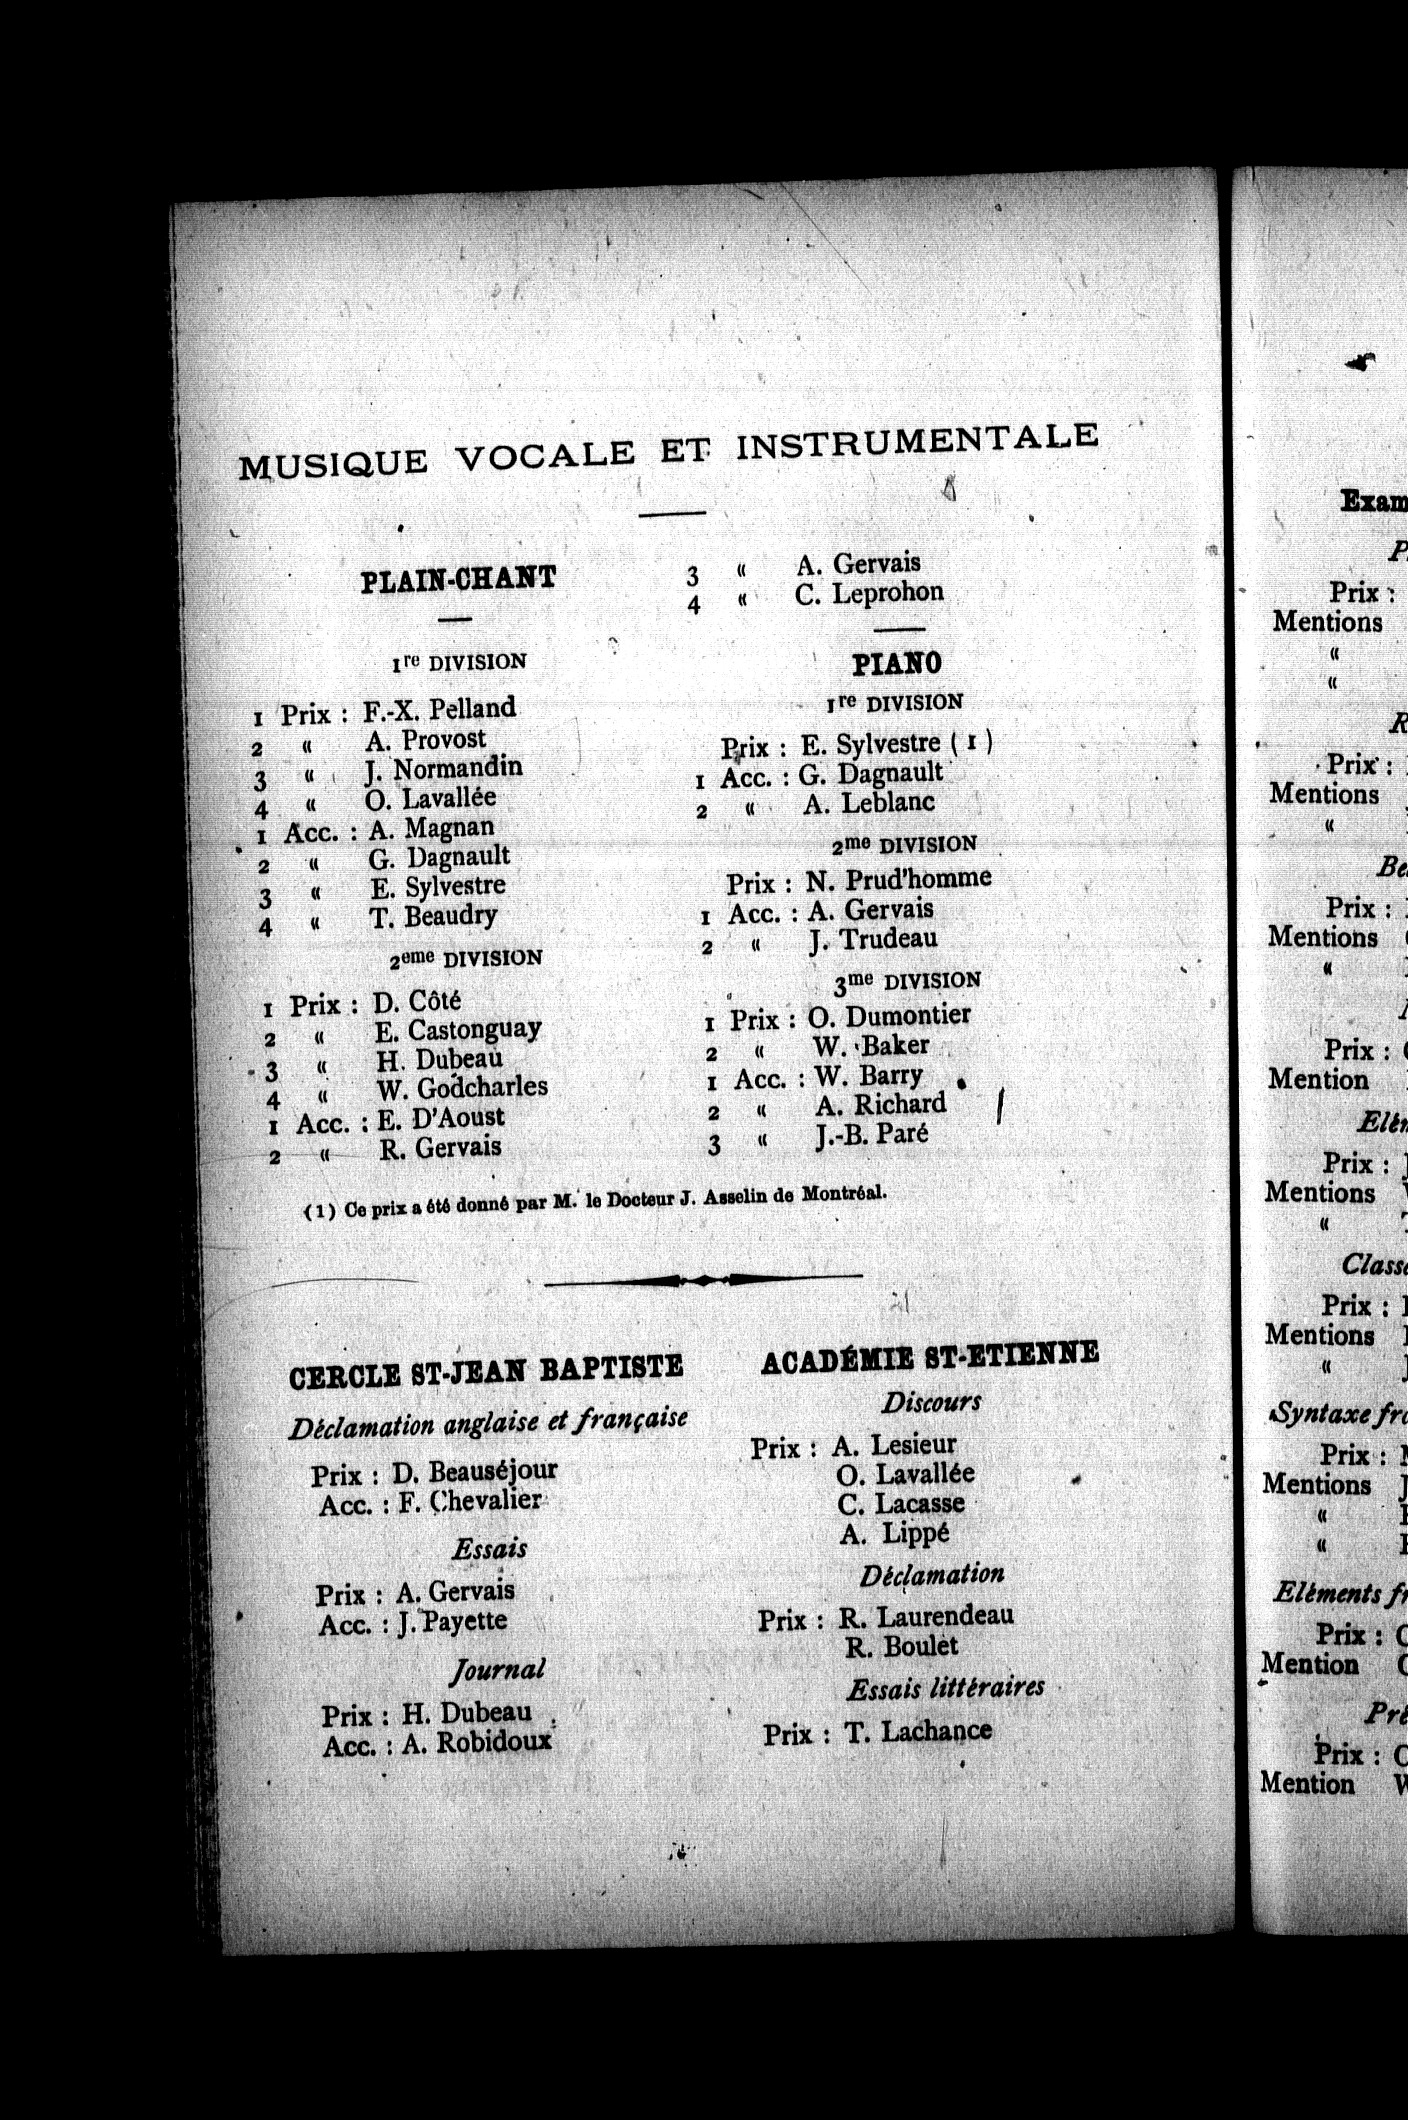 MUSIQUE VOCALE ET INSTRUMENTALE
PLAIN-CHANT
1re DIVISION
1 Prix : F.-X. Pelland
2 « A. Provost
3 « J. Normandin
4 « O. Lavallée
1 Acc. : A. Magnan
2 « G. Dagnault
3 « E. Sylvestre
4 « T. Beaudry
2eme DIVISION
1 Prix : D. Côté
2 « E. Castonguay
3 « H. Dubeau
4 « W. Godcharles
1 Acc. : E. D'Aoust
2 « R. Gervais
3 « A. Gervais
4 « C. Leprohon
PIANO
1re DIVISION
Prix : E. Sylvestre ( 1 )
1 Acc. : G. Dagnault
2 « A. Leblanc
2me DIVISION
Prix : N. Prud'homme
1 Acc. : A. Gervais
2 « J. Trudeau
3me DIVISION
1 Prix : O. Dumontier
2 « W. Baker
1 Acc. : W. Barry
2 « A. Richard
3 « J.-B. Paré
(1) Ce prix a été donné par M. le Docteur J. Asselin de Montréal.
CERCLE ST-JEAN BAPTISTE
Déclamation anglaise et française
Prix : D. Beauséjour
Acc. : F. Chevalier
Essais
Prix : A. Gervais
Acc. : J. Payette
Journal
Prix : H. Dubeau
Acc. : A. Robidoux
ACADÉMIE ST-ETIENNE
Discours
Prix : A. Lesieur
O. Lavallée
C. Lacasse
A. Lippé
Déclamation
Prix : R. Laurendeau
R. Boulet
Essais littéraires
Prix : T. Lachance
Exam
Prix :
Mentions
«
«
Prix :
Mentions
«
Prix :
Mentions
«
Prix :
Mention
Prix :
Mentions
«
Prix :
Mentions
«
Syntaxe
Prix :
Mentions
«
«
Eléments
Prix :
Mention
Prix :
Mention